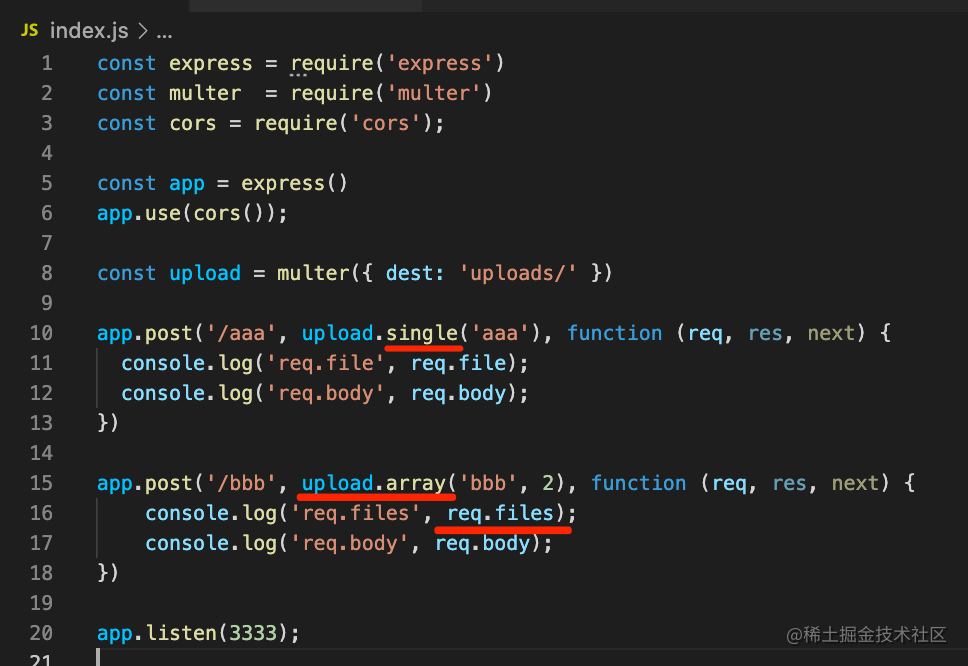 JS index.js > ...
1 const express = require('express')
2 const multer  = require('multer')
3 const cors = require('cors');
4
5 const app = express()
6 app.use(cors());
7
8 const upload = multer({ dest: 'uploads/' })
9
10 app.post('/aaa', upload.single('aaa'), function (req, res, next) {
11   console.log('req.file', req.file);
12   console.log('req.body', req.body);
13 })
14
15 app.post('/bbb', upload.array('bbb', 2), function (req, res, next) {
16     console.log('req.files', req.files);
17     console.log('req.body', req.body);
18 })
19
20 app.listen(3333);
21
@稀土掘金技术社区